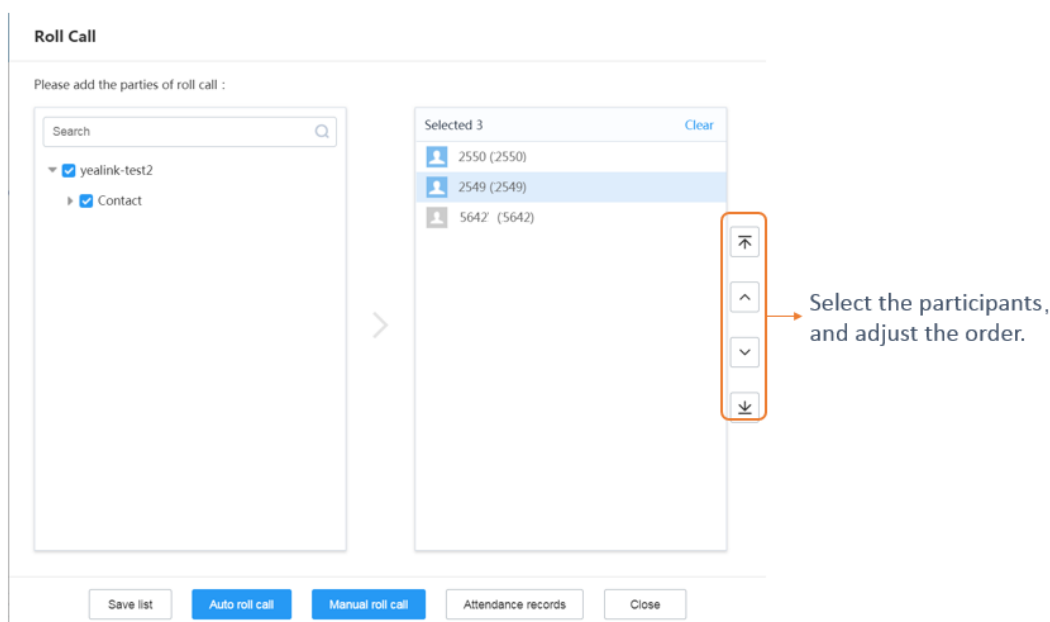 Roll Call
Please add the parties of roll call :
Search
yealink-test2
Contact
Selected 3
Clear
2550 (2550)
2549 (2549)
5642' (5642)
Select the participants,
and adjust the order.
Save list
Auto roll call
Manual roll call
Attendance records
Close